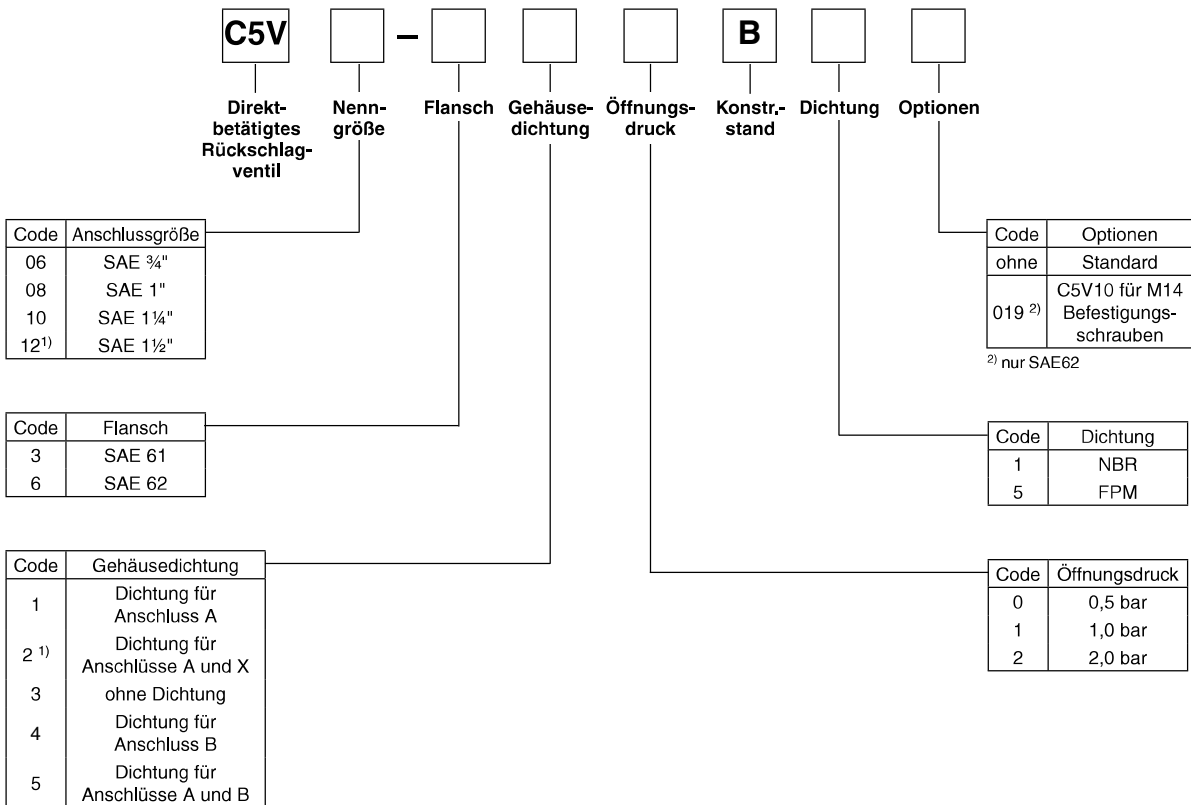 C5V – B
Direkt-
betätigtes
Rückschlag-
ventil
Nenn-
größe
Flansch
Gehäuse-
dichtung
Öffnungs-
druck
Konstr.-
stand
Dichtung
Optionen
Code Anschlussgröße
06 SAE ¾"
08 SAE 1"
10 SAE 1¼"
12¹⁾ SAE 1½"
Code Flansch
3 SAE 61
6 SAE 62
Code Gehäusedichtung
1 Dichtung für
Anschluss A
2 ¹⁾ Dichtung für
Anschlüsse A und X
3 ohne Dichtung
4 Dichtung für
Anschluss B
5 Dichtung für
Anschlüsse A und B
Code Optionen
ohne Standard
019 ²⁾ C5V10 für M14
Befestigungs-
schrauben
²⁾ nur SAE62
Code Dichtung
1 NBR
5 FPM
Code Öffnungsdruck
0 0,5 bar
1 1,0 bar
2 2,0 bar